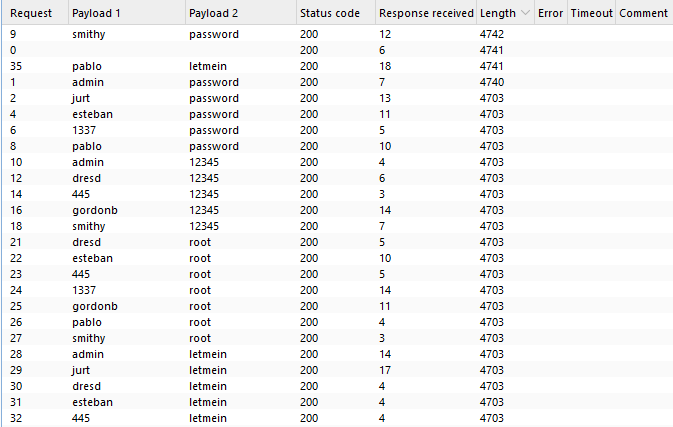 Request Payload 1 Payload 2 Status code Response received Length Error Timeout Comment
9 smithy password 200 12 4742
0 200 6 4741
35 pablo letmein 200 18 4741
1 admin password 200 7 4740
2 jurt password 200 13 4703
4 esteban password 200 11 4703
6 1337 password 200 5 4703
8 pablo password 200 10 4703
10 admin 12345 200 4 4703
12 dresd 12345 200 6 4703
14 445 12345 200 3 4703
16 gordonb 12345 200 14 4703
18 smithy 12345 200 7 4703
21 dresd root 200 5 4703
22 esteban root 200 10 4703
23 445 root 200 5 4703
24 1337 root 200 14 4703
25 gordonb root 200 11 4703
26 pablo root 200 4 4703
27 smithy root 200 3 4703
28 admin letmein 200 14 4703
29 jurt letmein 200 17 4703
30 dresd letmein 200 4 4703
31 esteban letmein 200 4 4703
32 445 letmein 200 4 4703